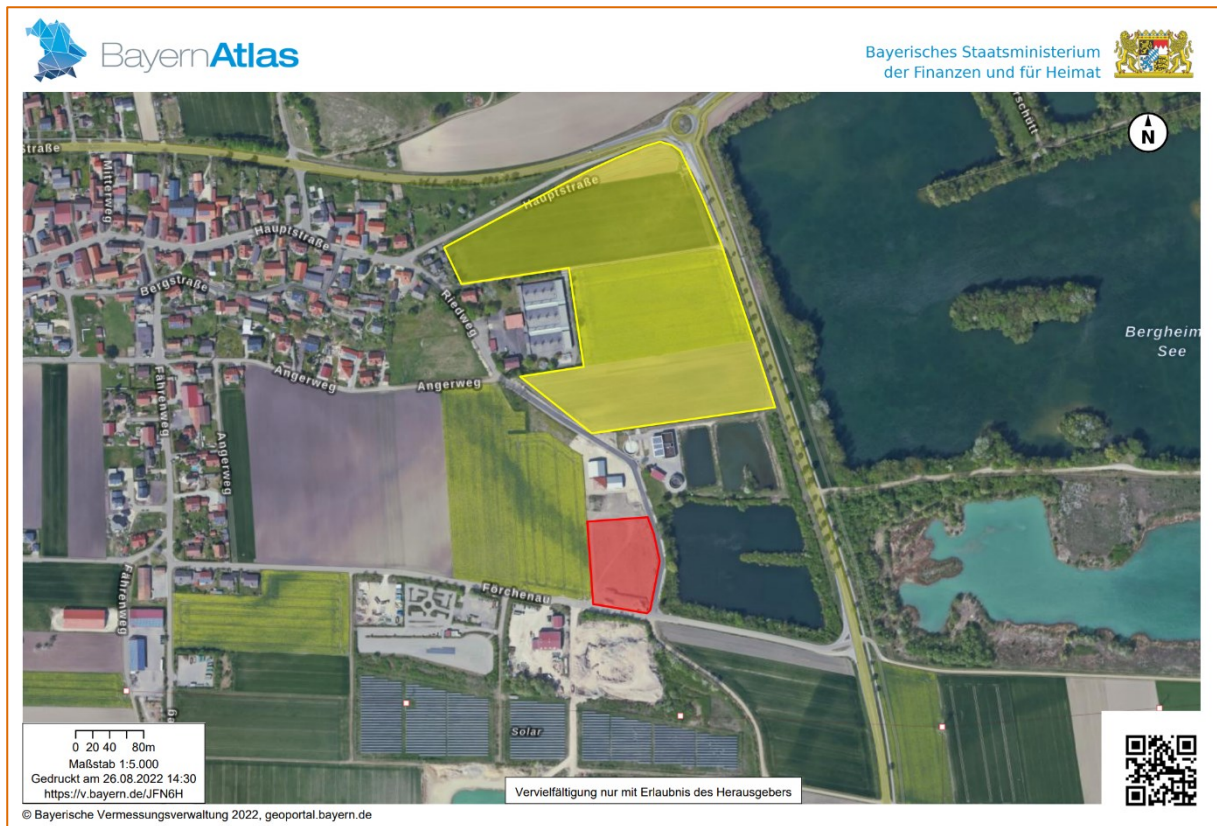 BayernAtlas
Bayerisches Staatsministerium
der Finanzen und für Heimat
N
Straße
Mitterweg
Hauptstraße
Hauptstraße
Bergstraße
Riedweg
Bergheim
See
Angerweg
Angerweg
Fährenweg
Angerweg
Förchenau
Fährenweg
Solar
0 20 40 80m
Maßstab 1:5.000
Gedruckt am 26.08.2022 14:30
https://v.bayern.de/JFN6H
Vervielfältigung nur mit Erlaubnis des Herausgebers
© Bayerische Vermessungsverwaltung 2022, geoportal.bayern.de